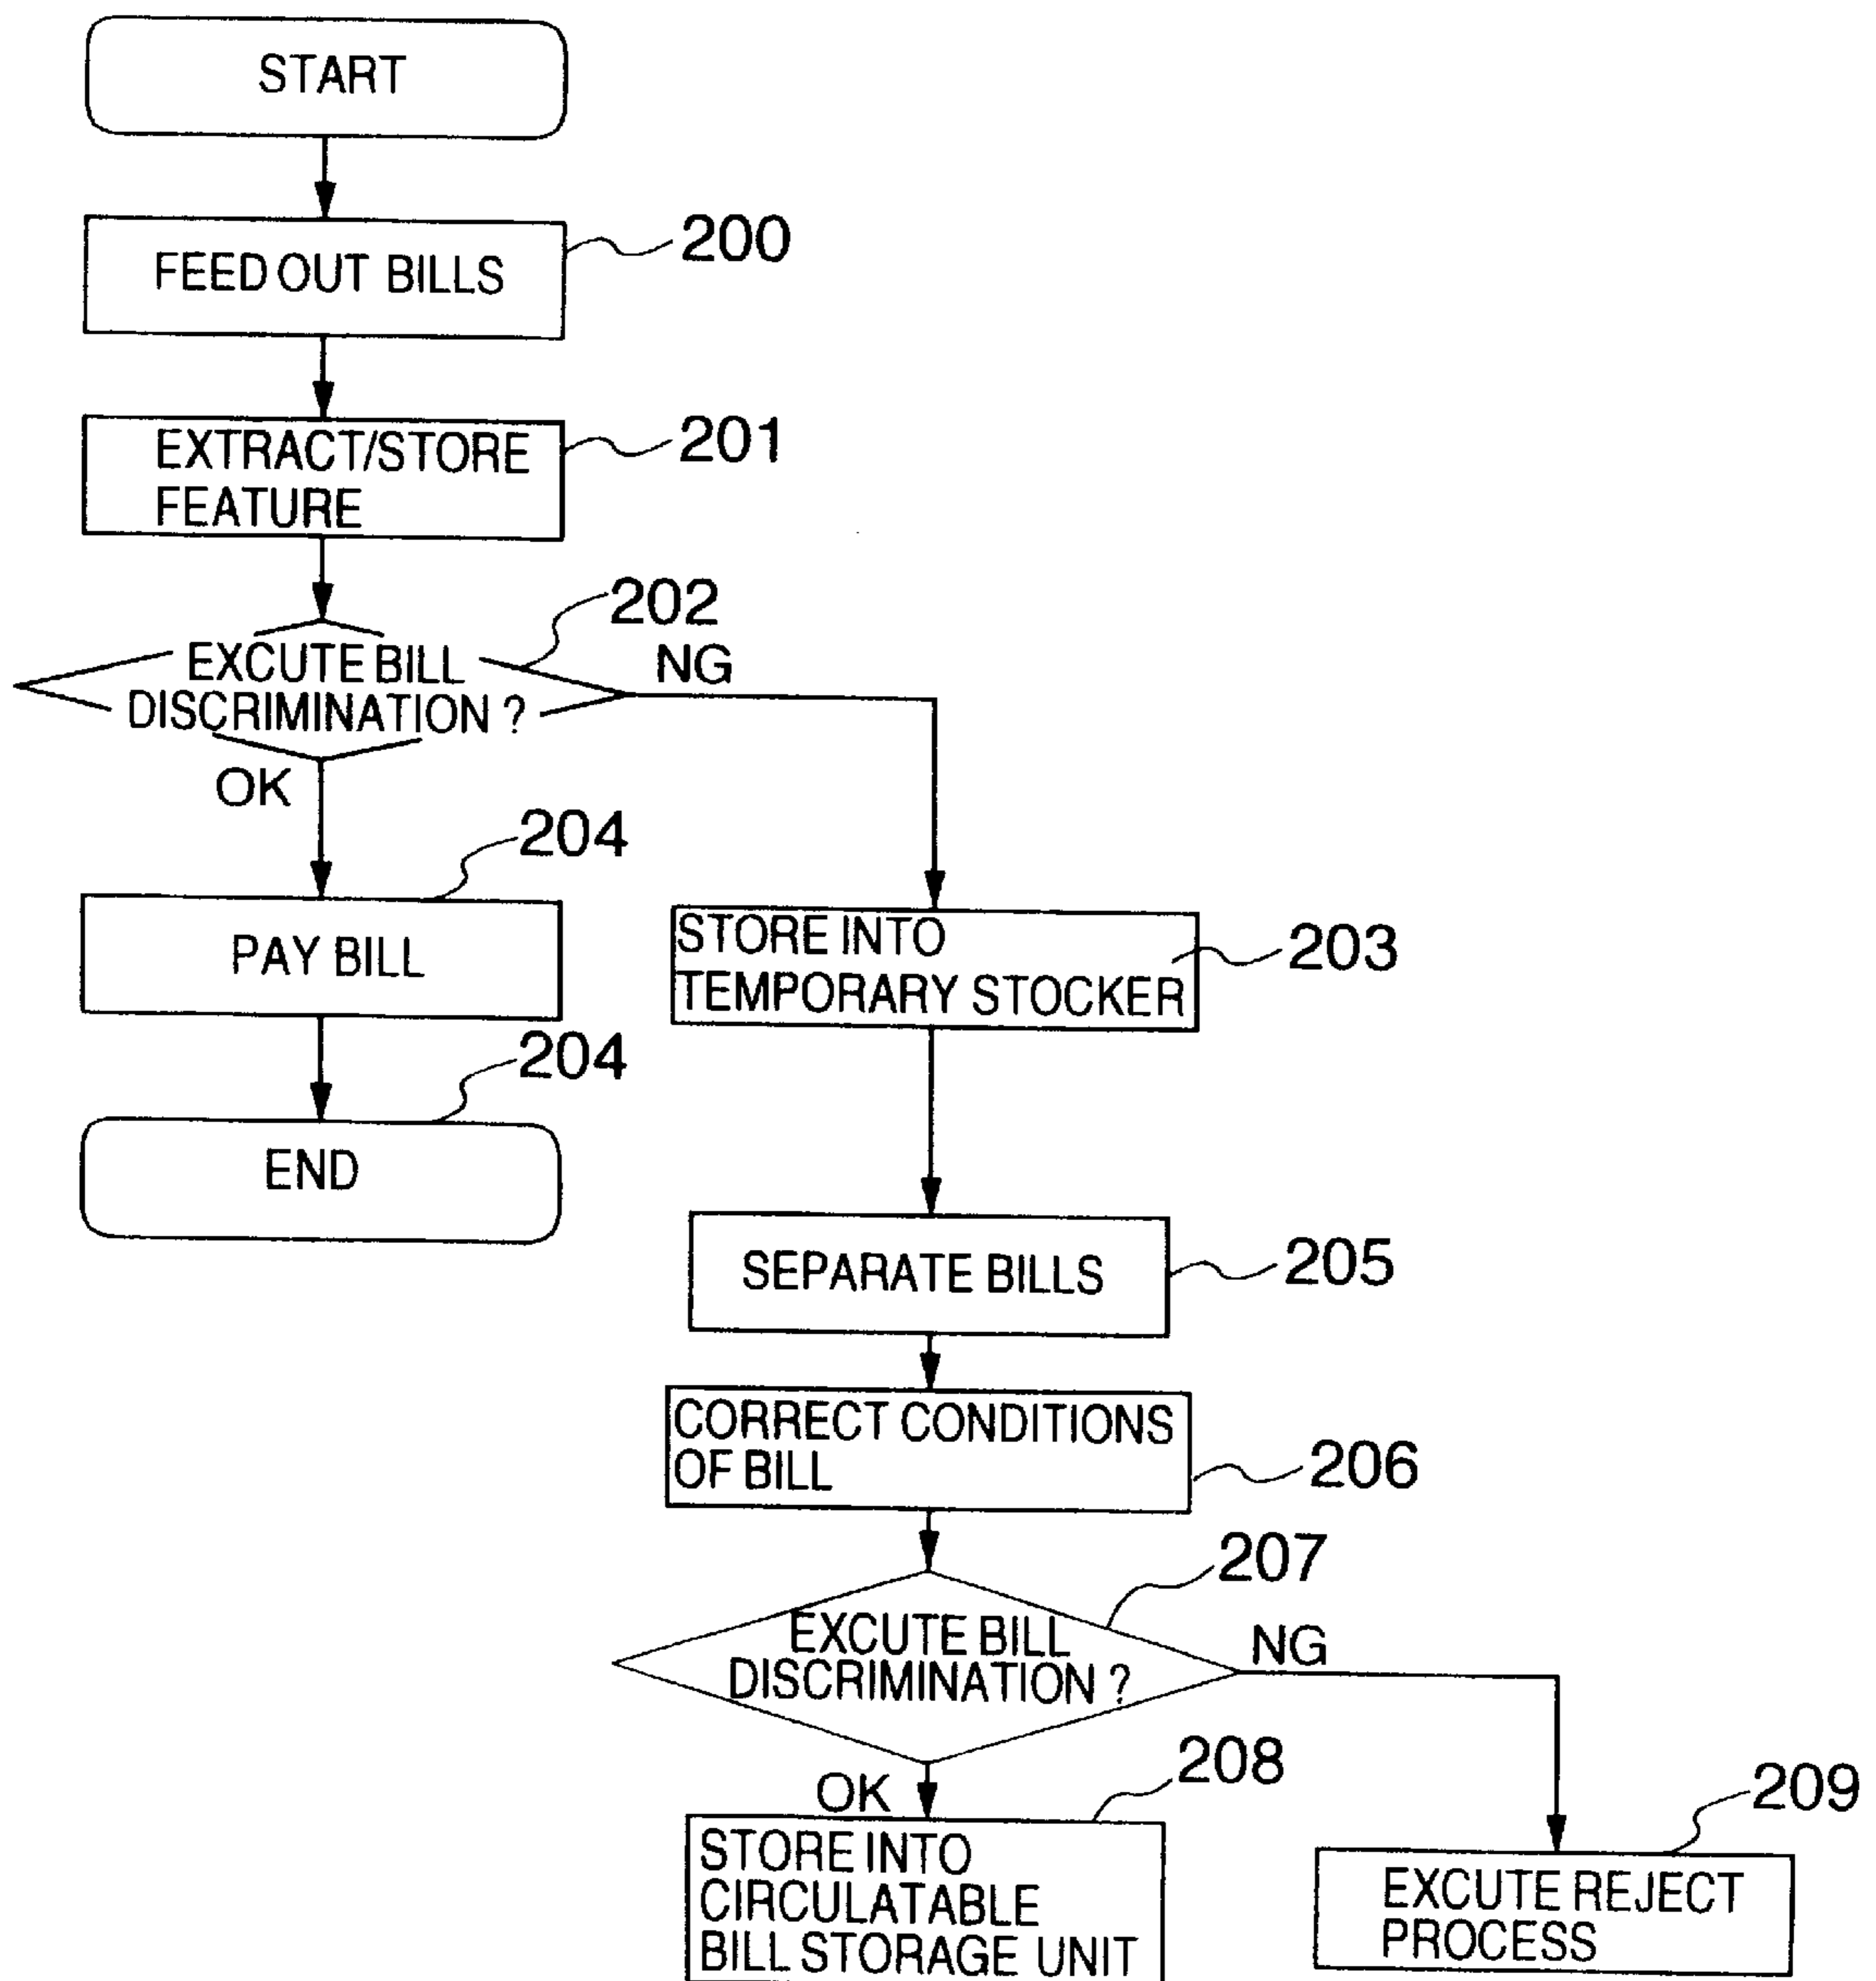 START
FEED OUT BILLS
200
EXTRACT/STORE
FEATURE
201
202
EXCUTE BILL
DISCRIMINATION ?
NG
OK
204
PAY BILL
STORE INTO
TEMPORARY STOCKER
203
204
END
SEPARATE BILLS
205
CORRECT CONDITIONS
OF BILL
206
207
EXCUTE BILL
DISCRIMINATION ?
NG
OK
208
STORE INTO
CIRCULATABLE
BILL STORAGE UNIT
209
EXCUTE REJECT
PROCESS